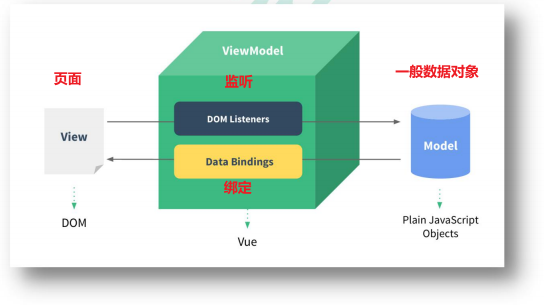 ViewModel
页面
监听
一般数据对象
View
DOM Listeners
Data Bindings
Model
绑定
DOM
Vue
Plain JavaScript
Objects